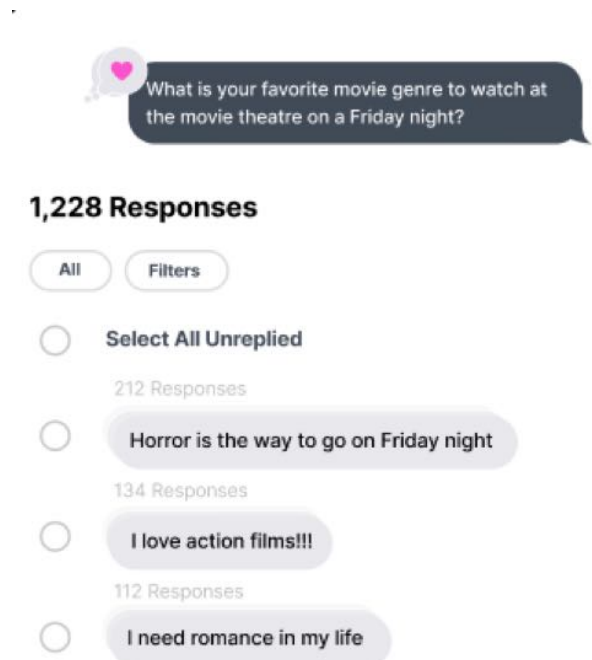 What is your favorite movie genre to watch at
the movie theatre on a Friday night?
1,228 Responses
All
Filters
Select All Unreplied
212 Responses
Horror is the way to go on Friday night
134 Responses
I love action films!!!
112 Responses
I need romance in my life